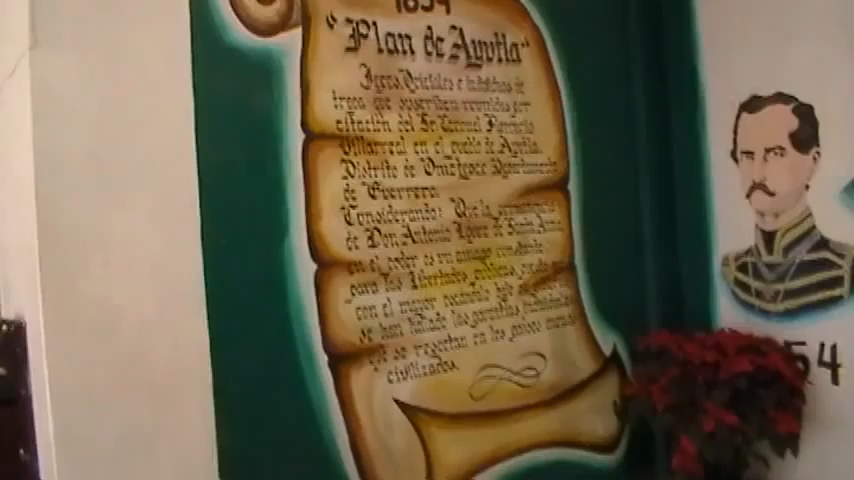 1854
"Plan de Ayutla"
Jefes, Oficiales e individuos de
tropa que suscriben reunidos por
citación del Sr. Coronel Florencio
Villarreal en el pueblo de Ayutla,
Distrito de Ometepec Departamento
de Guerrero.
Considerando: Que la permanencia
de Don Antonio López de Santa Anna
en el poder es un amago constante
para las Libertades públicas, puesto que
con el mayor escándalo bajo su
se han hollado las garantías individuales
que se respetan en los países menos
civilizados.
54